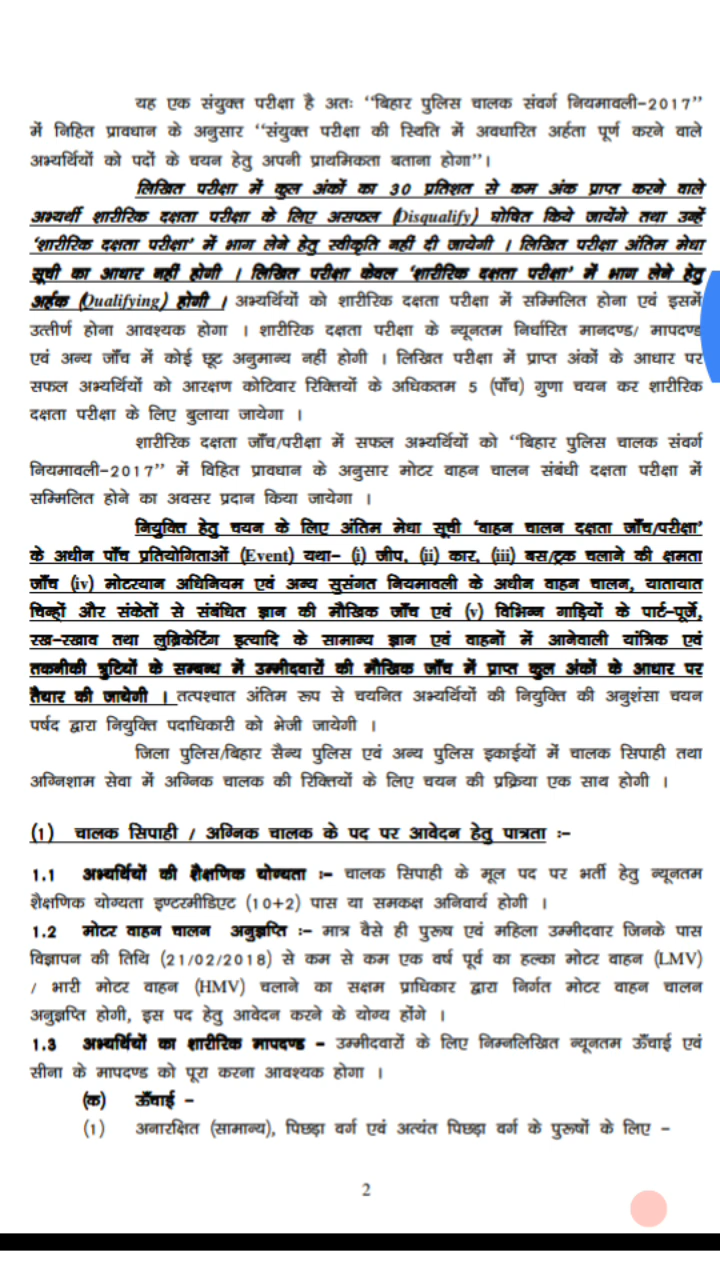 यह एक संयुक्त परीक्षा है अतः ‘‘बिहार पुलिस चालक संवर्ग नियमावली-2017’’
में निहित प्रावधान के अनुसार ‘‘संयुक्त परीक्षा की स्थिति में अवधारित अर्हता पूर्ण करने वाले
अभ्यर्थियों को पदों के चयन हेतु अपनी प्राथमिकता बताना होगा’’।
लिखित परीक्षा में कुल अंकों का 30 प्रतिशत से कम अंक प्राप्त करने वाले
अभ्यर्थी शारीरिक दक्षता परीक्षा के लिए असफल (Disqualify) घोषित किये जायेंगे तथा उन्हें
‘शारीरिक दक्षता परीक्षा’ में भाग लेने हेतु स्वीकृति नहीं दी जायेगी । लिखित परीक्षा अंतिम मेधा
सूची का आधार नहीं होगी । लिखित परीक्षा केवल ‘शारीरिक दक्षता परीक्षा’ में भाग लेने हेतु
अर्हक (Qualifying) होगी । अभ्यर्थियों को शारीरिक दक्षता परीक्षा में सम्मिलित होना एवं इसमें
उत्तीर्ण होना आवश्यक होगा । शारीरिक दक्षता परीक्षा के न्यूनतम निर्धारित मानदण्ड/ मापदण्ड
एवं अन्य जाँच में कोई छूट अनुमान्य नहीं होगी । लिखित परीक्षा में प्राप्त अंकों के आधार पर
सफल अभ्यर्थियों को आरक्षण कोटिवार रिक्तियों के अधिकतम 5 (पाँच) गुणा चयन कर शारीरिक
दक्षता परीक्षा के लिए बुलाया जायेगा ।
शारीरिक दक्षता जाँच/परीक्षा में सफल अभ्यर्थियों को ‘‘बिहार पुलिस चालक संवर्ग
नियमावली-2017’’ में विहित प्रावधान के अनुसार मोटर वाहन चालन संबंधी दक्षता परीक्षा में
सम्मिलित होने का अवसर प्रदान किया जायेगा ।
नियुक्ति हेतु चयन के लिए अंतिम मेधा सूची ‘वाहन चालन दक्षता जाँच/परीक्षा’
के अधीन पाँच प्रतियोगिताओं (Event) यथा- (i) जीप, (ii) कार, (iii) बस/ट्रक चलाने की क्षमता
जाँच (iv) मोटरयान अधिनियम एवं अन्य सुसंगत नियमावली के अधीन वाहन चालन, यातायात
चिन्हों और संकेतों से संबंधित ज्ञान की मौखिक जाँच एवं (v) विभिन्न गाड़ियों के पार्ट-पूर्जे,
रख-रखाव तथा लुब्रिकेटिंग इत्यादि के सामान्य ज्ञान एवं वाहनों में आनेवाली यांत्रिक एवं
तकनीकी त्रुटियों के सम्बन्ध में उम्मीदवारों की मौखिक जाँच में प्राप्त कुल अंकों के आधार पर
तैयार की जायेगी । तत्पश्चात अंतिम रूप से चयनित अभ्यर्थियों की नियुक्ति की अनुशंसा चयन
पर्षद द्वारा नियुक्ति पदाधिकारी को भेजी जायेगी ।
जिला पुलिस/बिहार सैन्य पुलिस एवं अन्य पुलिस इकाईयों में चालक सिपाही तथा
अग्निशाम सेवा में अग्निक चालक की रिक्तियों के लिए चयन की प्रक्रिया एक साथ होगी ।
(1) चालक सिपाही / अग्निक चालक के पद पर आवेदन हेतु पात्रता :-
1.1 अभ्यर्थियों की शैक्षणिक योग्यता :- चालक सिपाही के मूल पद पर भर्ती हेतु न्यूनतम
शैक्षणिक योग्यता इण्टरमीडिएट (10+2) पास या समकक्ष अनिवार्य होगी ।
1.2 मोटर वाहन चालन अनुज्ञप्ति :- मात्र वैसे ही पुरूष एवं महिला उम्मीदवार जिनके पास
विज्ञापन की तिथि (21/02/2018) से कम से कम एक वर्ष पूर्व का हल्का मोटर वाहन (LMV)
/ भारी मोटर वाहन (HMV) चलाने का सक्षम प्राधिकार द्वारा निर्गत मोटर वाहन चालन
अनुज्ञप्ति होगी, इस पद हेतु आवेदन करने के योग्य होंगे ।
1.3 अभ्यर्थियों का शारीरिक मापदण्ड - उम्मीदवारों के लिए निम्नलिखित न्यूनतम ऊँचाई एवं
सीना के मापदण्ड को पूरा करना आवश्यक होगा ।
(क) ऊँचाई -
(1) अनारक्षित (सामान्य), पिछड़ा वर्ग एवं अत्यंत पिछड़ा वर्ग के पुरूषों के लिए -
2